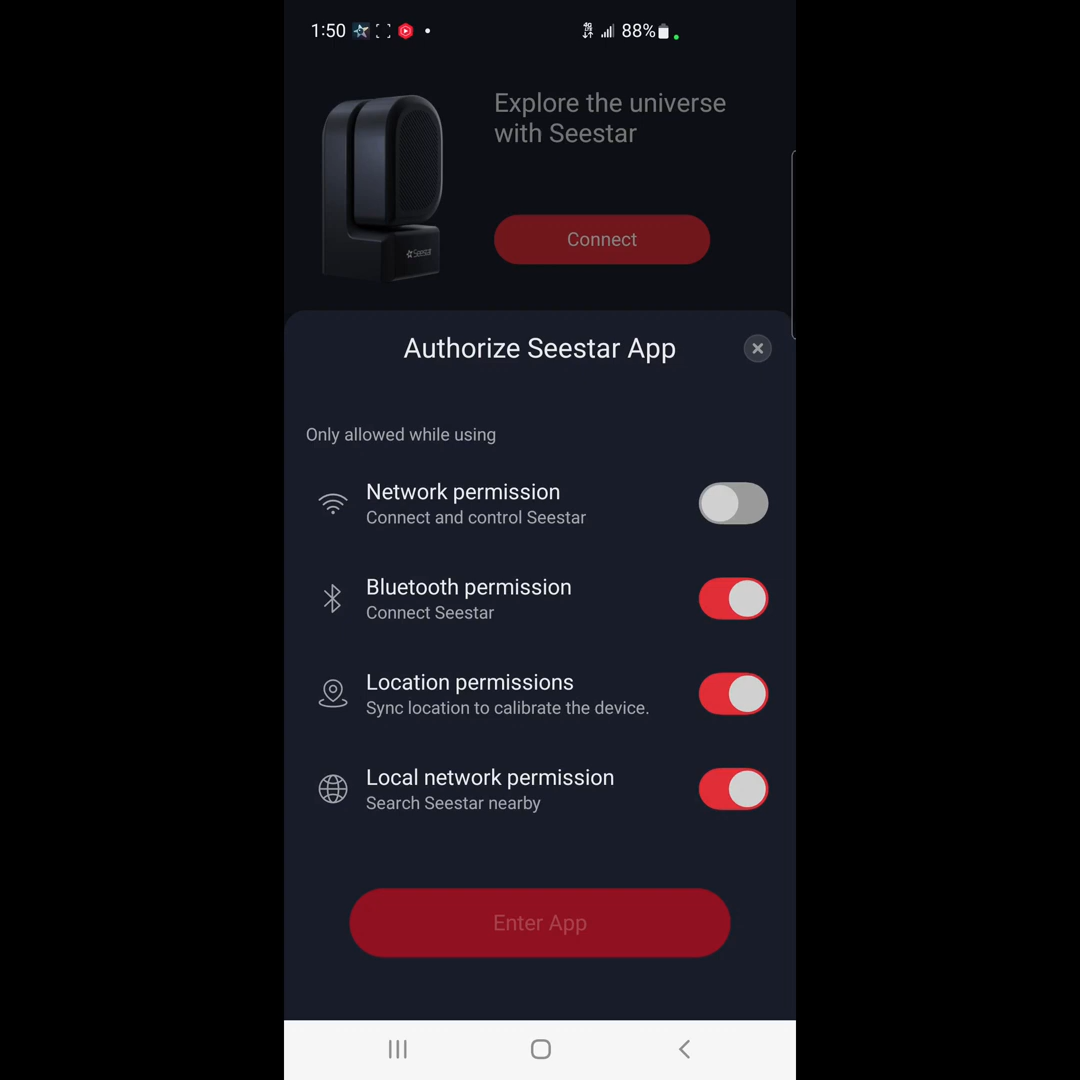 1:50 88%
Explore the universe
with Seestar
Seestar
Connect
Authorize Seestar App
Only allowed while using
Network permission
Connect and control Seestar
Bluetooth permission
Connect Seestar
Location permissions
Sync location to calibrate the device.
Local network permission
Search Seestar nearby
Enter App